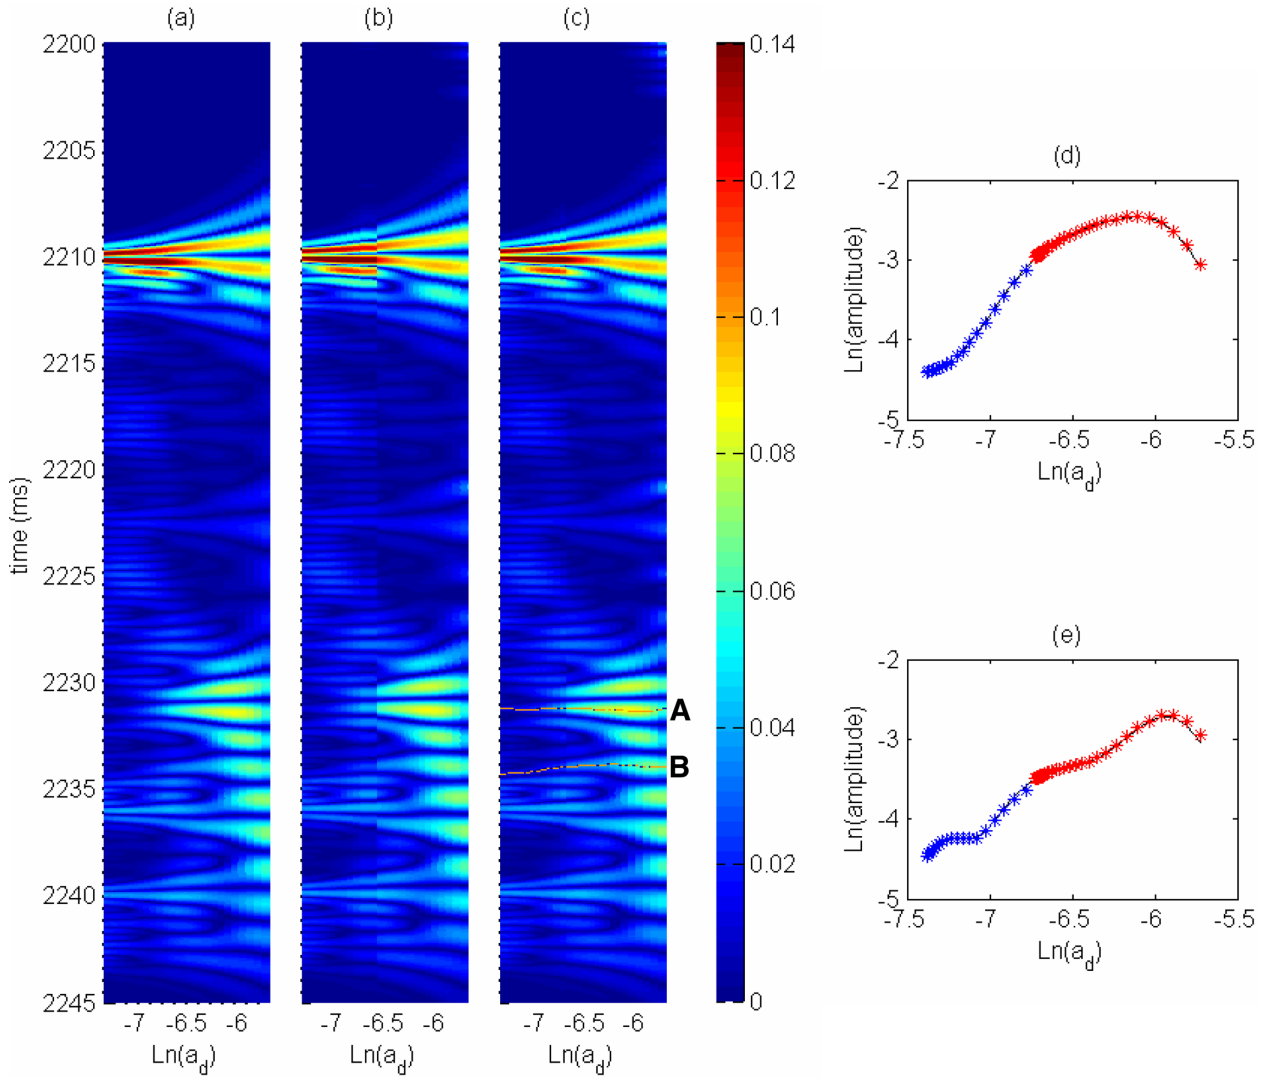 (a) (b) (c)
2200
2205
2210
2215
2220
2225
2230
2235
2240
2245
time (ms)
-7 -6.5 -6
Ln(a_d)
-7 -6.5 -6
Ln(a_d)
-7 -6.5 -6
Ln(a_d)
A
B
0.14
0.12
0.1
0.08
0.06
0.04
0.02
0
(d)
-2
-3
-4
-5
Ln(amplitude)
-7.5 -7 -6.5 -6 -5.5
Ln(a_d)
(e)
-2
-3
-4
-5
Ln(amplitude)
-7.5 -7 -6.5 -6 -5.5
Ln(a_d)